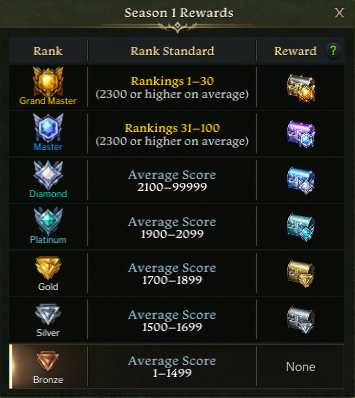 Season 1 Rewards X
Rank Rank Standard Reward ?
Grand Master
Rankings 1–30
(2300 or higher on average)
Master
Rankings 31–100
(2300 or higher on average)
Diamond
Average Score
2100–99999
Platinum
Average Score
1900–2099
Gold
Average Score
1700–1899
Silver
Average Score
1500–1699
Bronze
Average Score
1–1499
None